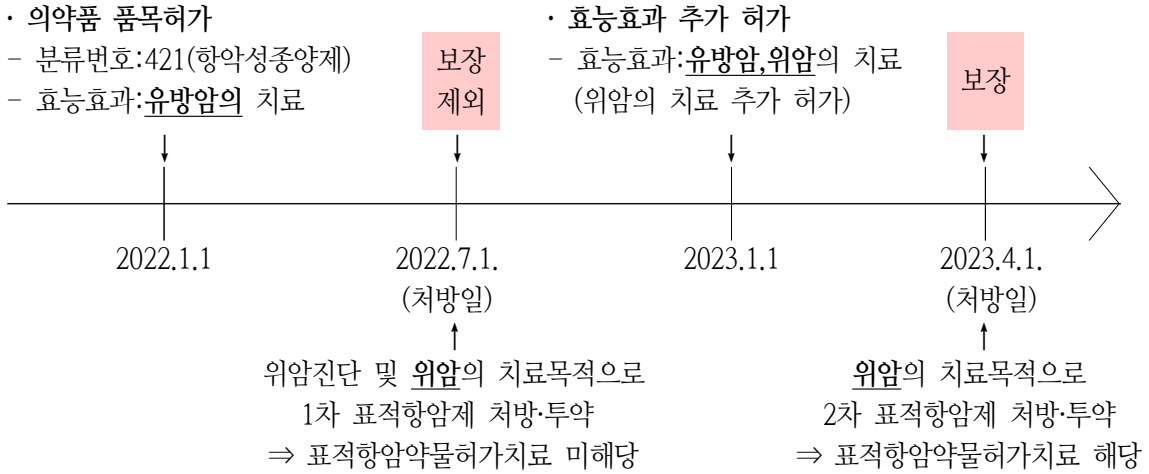 · 의약품 품목허가
- 분류번호:421(항악성종양제)
- 효능효과:유방암의 치료
보장
제외
· 효능효과 추가 허가
- 효능효과:유방암,위암의 치료
(위암의 치료 추가 허가)
보장
2022.1.1
2022.7.1.
(처방일)
2023.1.1
2023.4.1.
(처방일)
위암진단 및 위암의 치료목적으로
1차 표적항암제 처방·투약
⇒ 표적항암약물허가치료 미해당
위암의 치료목적으로
2차 표적항암제 처방·투약
⇒ 표적항암약물허가치료 해당